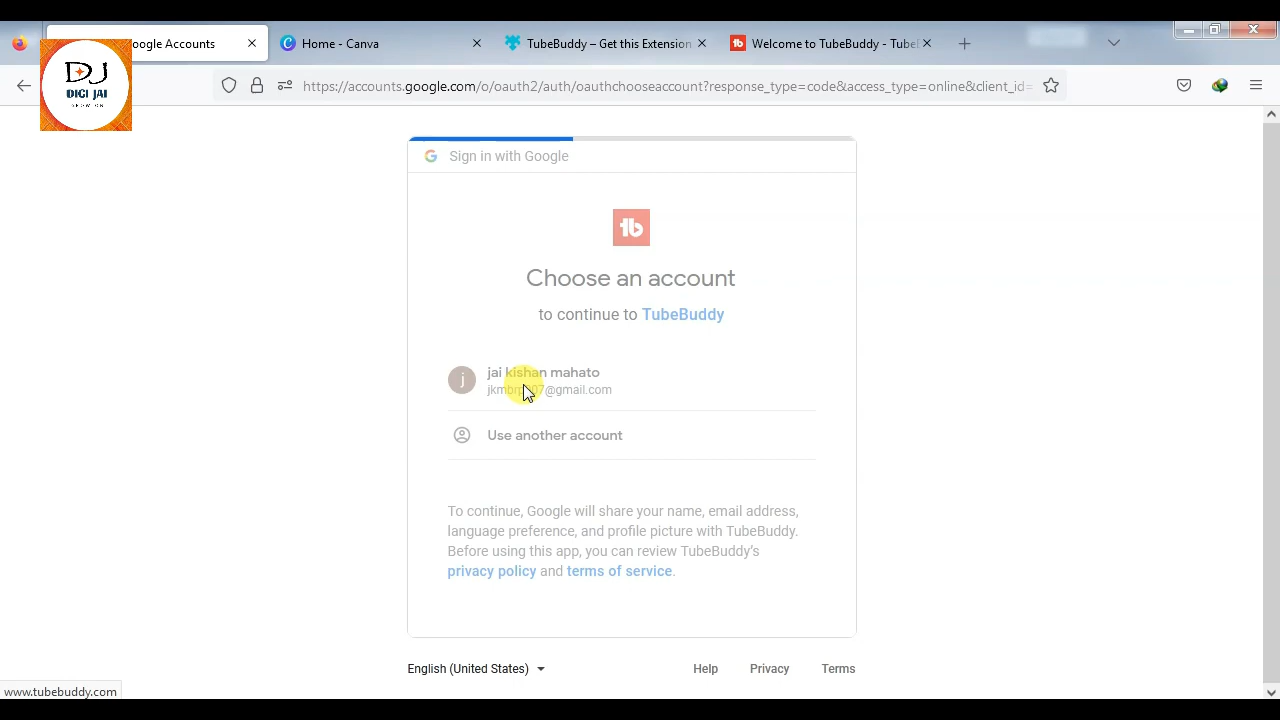 oogle Accounts
Home - Canva
TubeBuddy – Get this Extension
Welcome to TubeBuddy - Tube
https://accounts.google.com/o/oauth2/auth/oauthchooseaccount?response_type=code&access_type=online&client_id=
DJ
DIGI JAI
Sign in with Google
tb
Choose an account
to continue to TubeBuddy
j
jai kishan mahato
Use another account
To continue, Google will share your name, email address,
language preference, and profile picture with TubeBuddy.
Before using this app, you can review TubeBuddy's
privacy policy and terms of service.
English (United States)
Help
Privacy
Terms
www.tubebuddy.com